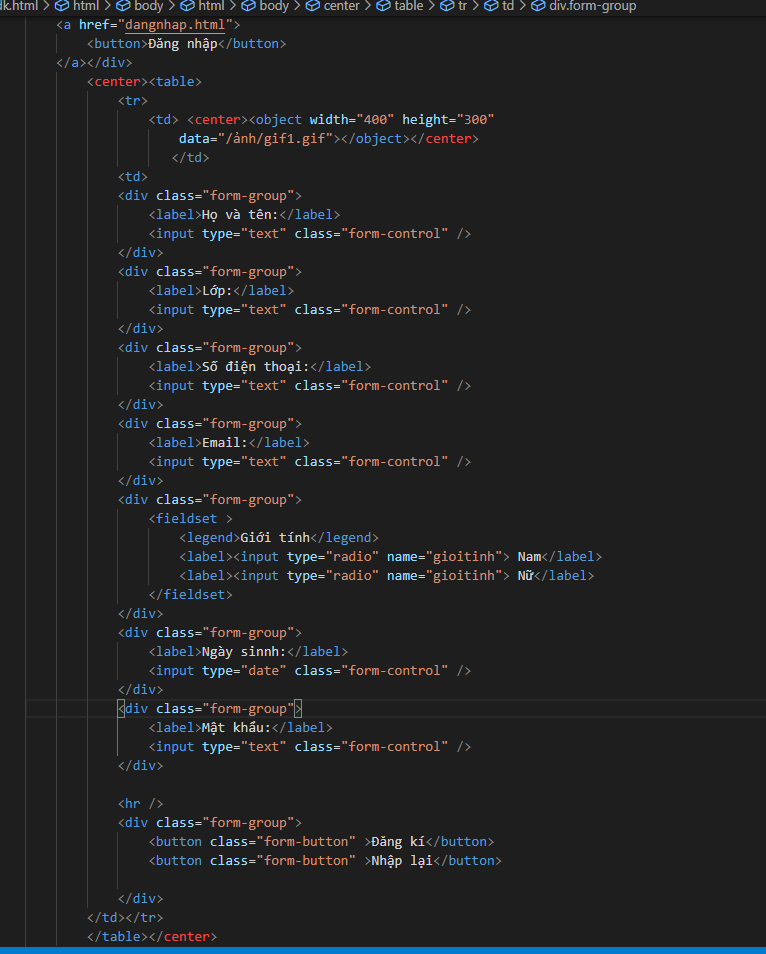 dk.html > html > body > html > body > center > table > tr > td > div.form-group
<a href="dangnhap.html">
<button>Đăng nhập</button>
</a></div>
<center><table>
<tr>
<td> <center><object width="400" height="300"
data="/ảnh/gif1.gif"></object></center>
</td>
<td>
<div class="form-group">
<label>Họ và tên:</label>
<input type="text" class="form-control" />
</div>
<div class="form-group">
<label>Lớp:</label>
<input type="text" class="form-control" />
</div>
<div class="form-group">
<label>Số điện thoại:</label>
<input type="text" class="form-control" />
</div>
<div class="form-group">
<label>Email:</label>
<input type="text" class="form-control" />
</div>
<div class="form-group">
<fieldset >
<legend>Giới tính</legend>
<label><input type="radio" name="gioitinh"> Nam</label>
<label><input type="radio" name="gioitinh"> Nữ</label>
</fieldset>
</div>
<div class="form-group">
<label>Ngày sinnh:</label>
<input type="date" class="form-control" />
</div>
<div class="form-group">
<label>Mật khẩu:</label>
<input type="text" class="form-control" />
</div>
<hr />
<div class="form-group">
<button class="form-button" >Đăng kí</button>
<button class="form-button" >Nhập lại</button>
</div>
</td></tr>
</table></center>